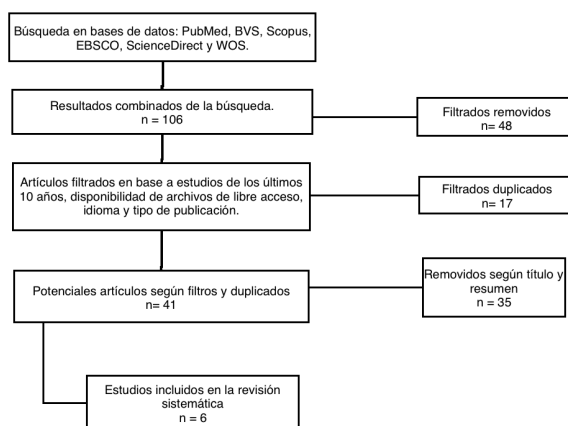 Búsqueda en bases de datos: PubMed, BVS, Scopus,
EBSCO, ScienceDirect y WOS.
Resultados combinados de la búsqueda.
n = 106
Filtrados removidos
n= 48
Artículos filtrados en base a estudios de los últimos
10 años, disponibilidad de archivos de libre acceso,
idioma y tipo de publicación.
Filtrados duplicados
n= 17
Potenciales artículos según filtros y duplicados
n= 41
Removidos según título y
resumen
n = 35
Estudios incluidos en la revisión
sistemática
n = 6